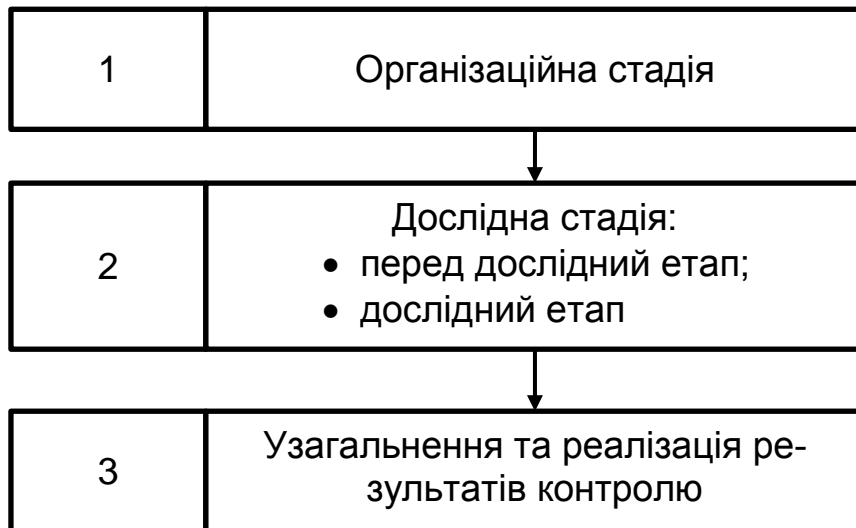 1 Організаційна стадія
Дослідна стадія:
• перед дослідний етап;
2
• дослідний етап
Узагальнення та реалізація ре-
3
зультатів контролю